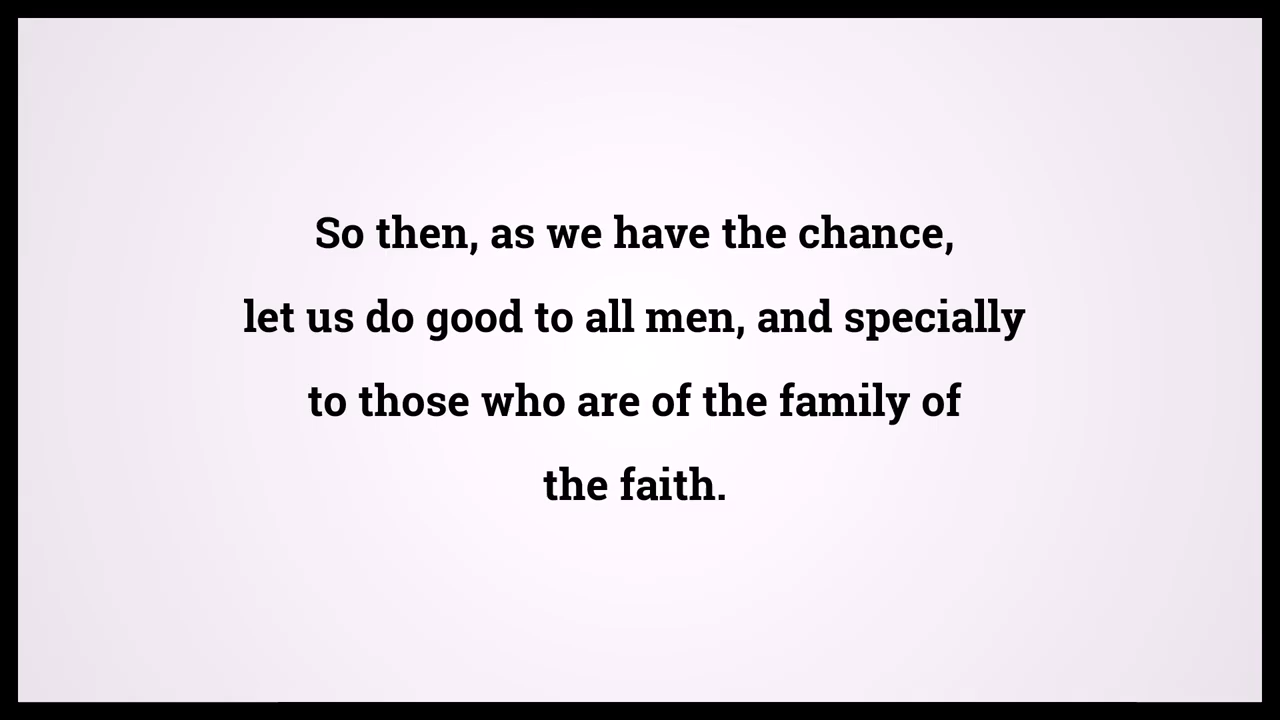 So then, as we have the chance,
let us do good to all men, and specially
to those who are of the family of
the faith.